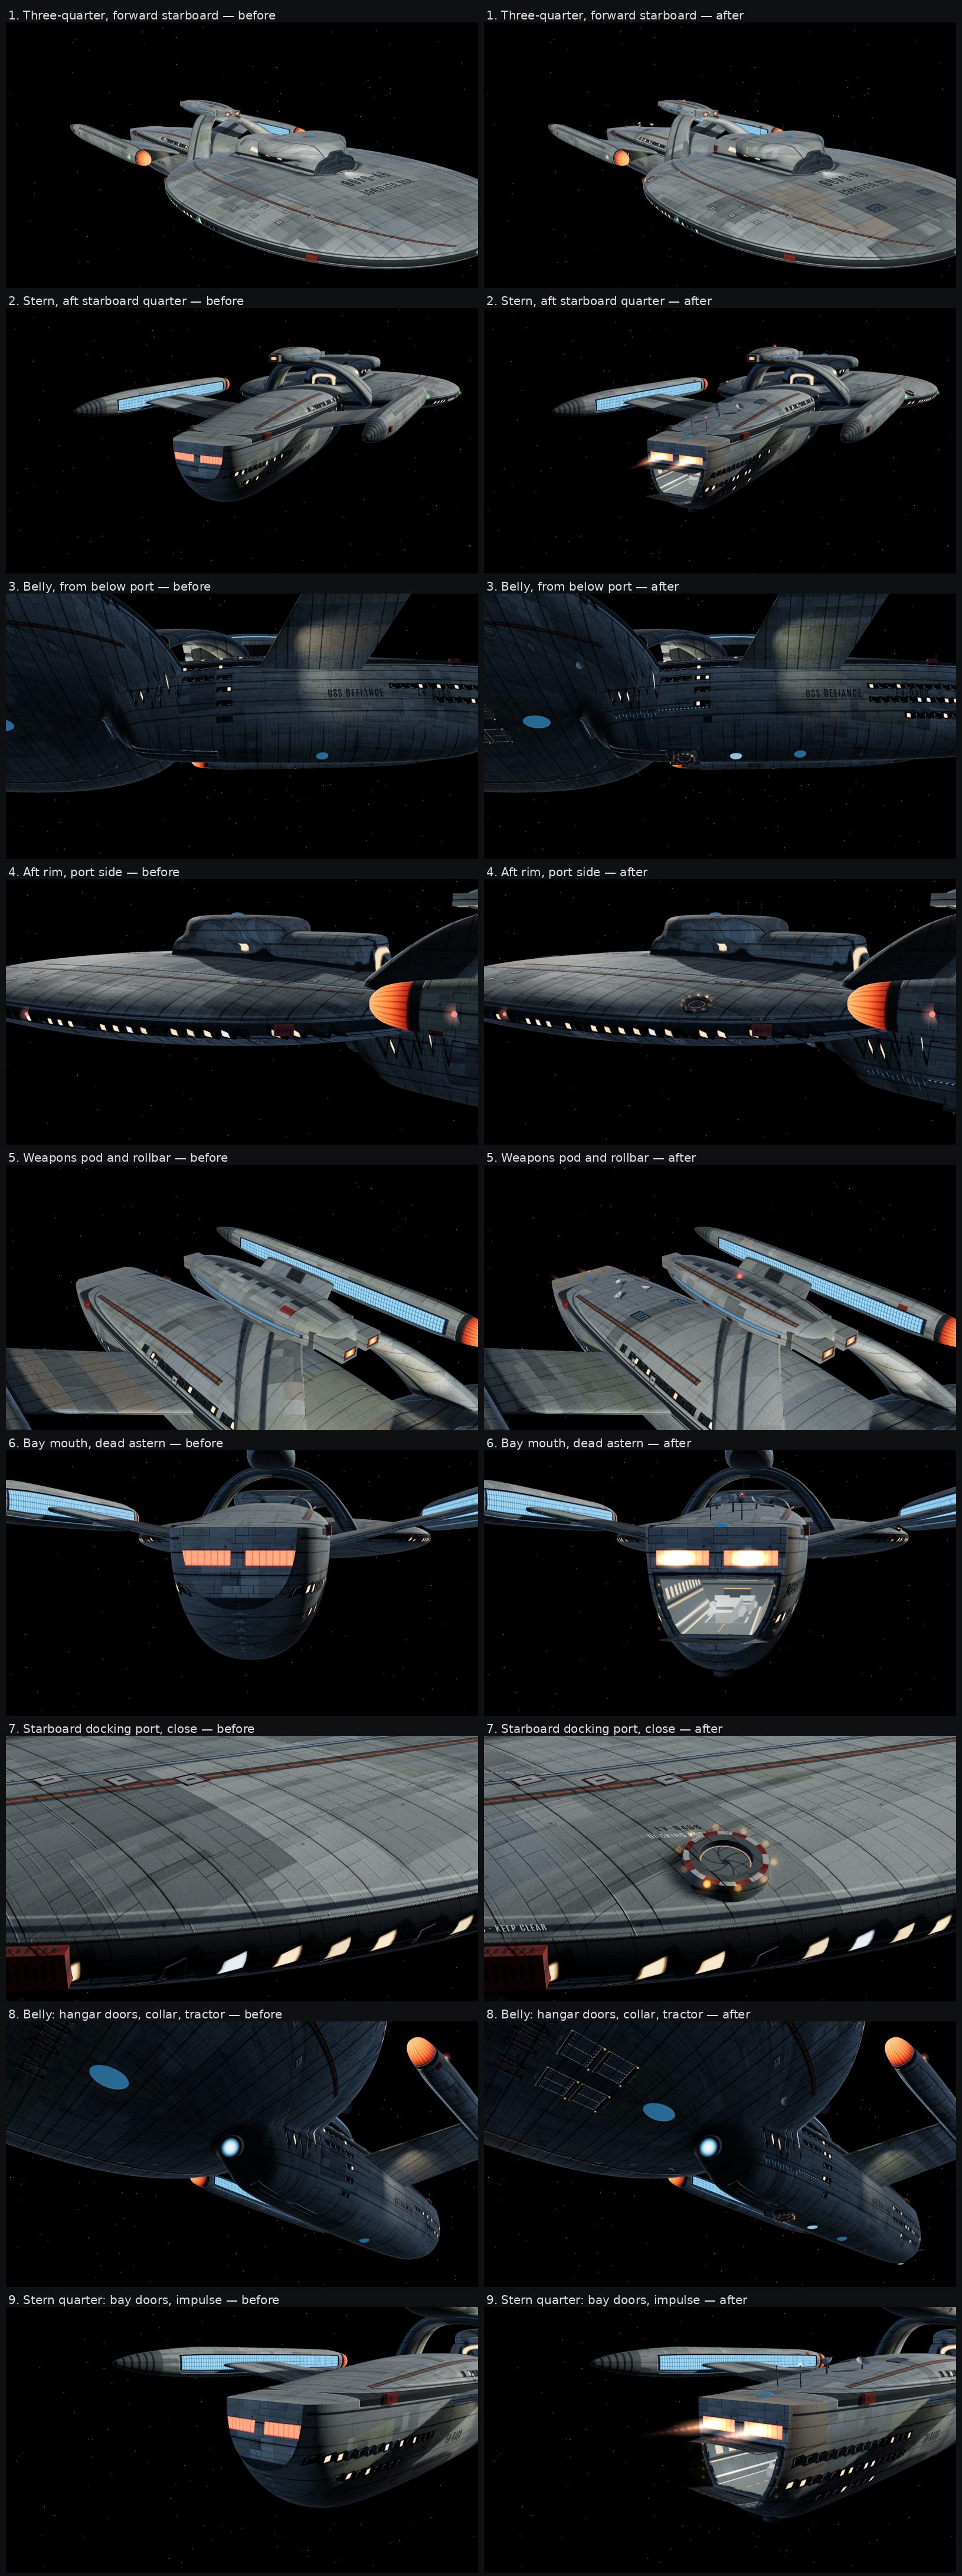 1. Three-quarter, forward starboard — before
1. Three-quarter, forward starboard — after
2. Stern, aft starboard quarter — before
2. Stern, aft starboard quarter — after
3. Belly, from below port — before
3. Belly, from below port — after
USS DEFIANCE
USS DEFIANCE
4. Aft rim, port side — before
4. Aft rim, port side — after
5. Weapons pod and rollbar — before
5. Weapons pod and rollbar — after
6. Bay mouth, dead astern — before
6. Bay mouth, dead astern — after
7. Starboard docking port, close — before
7. Starboard docking port, close — after
KEEP CLEAR
8. Belly: hangar doors, collar, tractor — before
8. Belly: hangar doors, collar, tractor — after
9. Stern quarter: bay doors, impulse — before
9. Stern quarter: bay doors, impulse — after